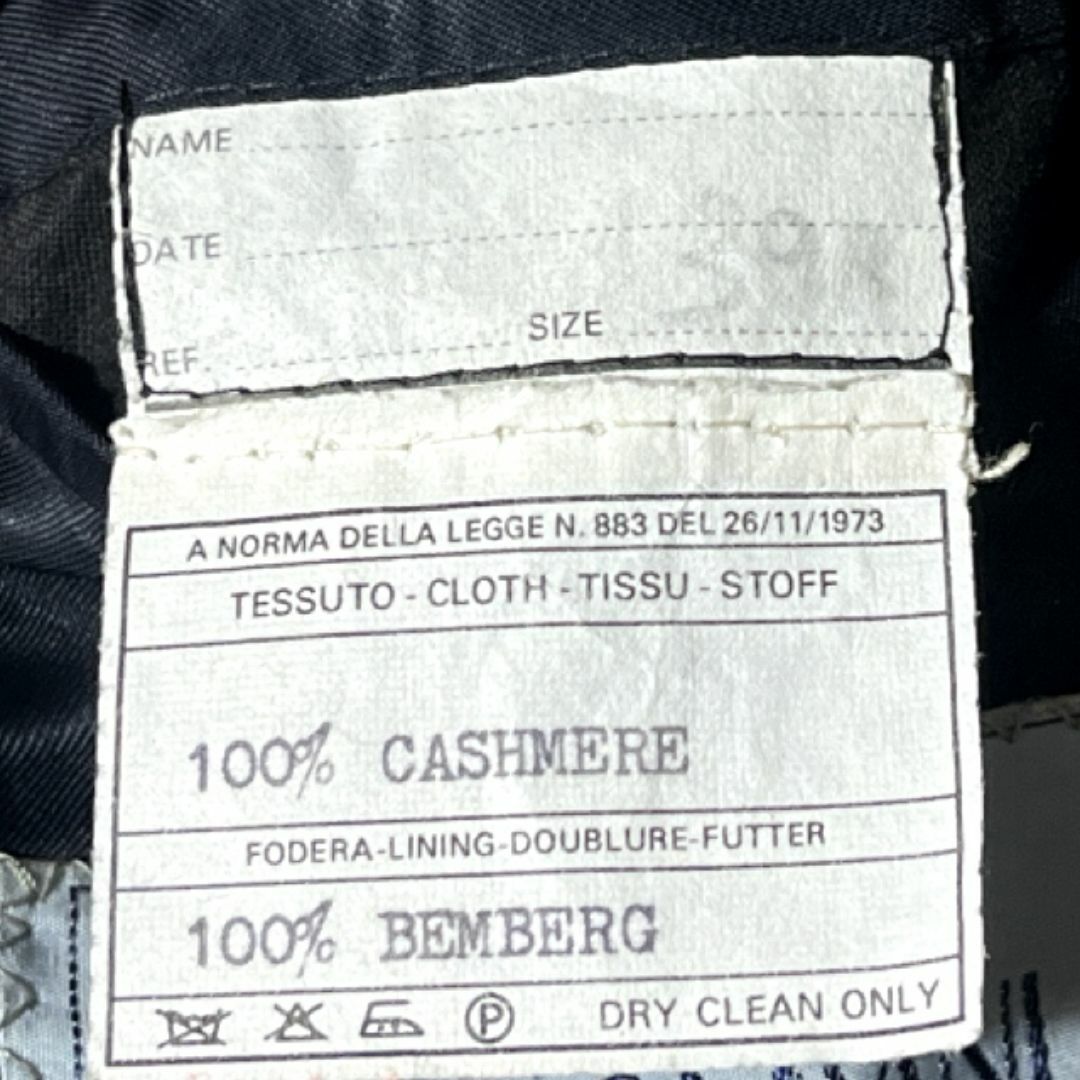 NAME
DATE
REF. SIZE
A NORMA DELLA LEGGE N. 883 DEL 26/11/1973
TESSUTO - CLOTH - TISSU - STOFF
100% CASHMERE
FODERA-LINING-DOUBLURE-FUTTER
100% BEMBERG
P DRY CLEAN ONLY